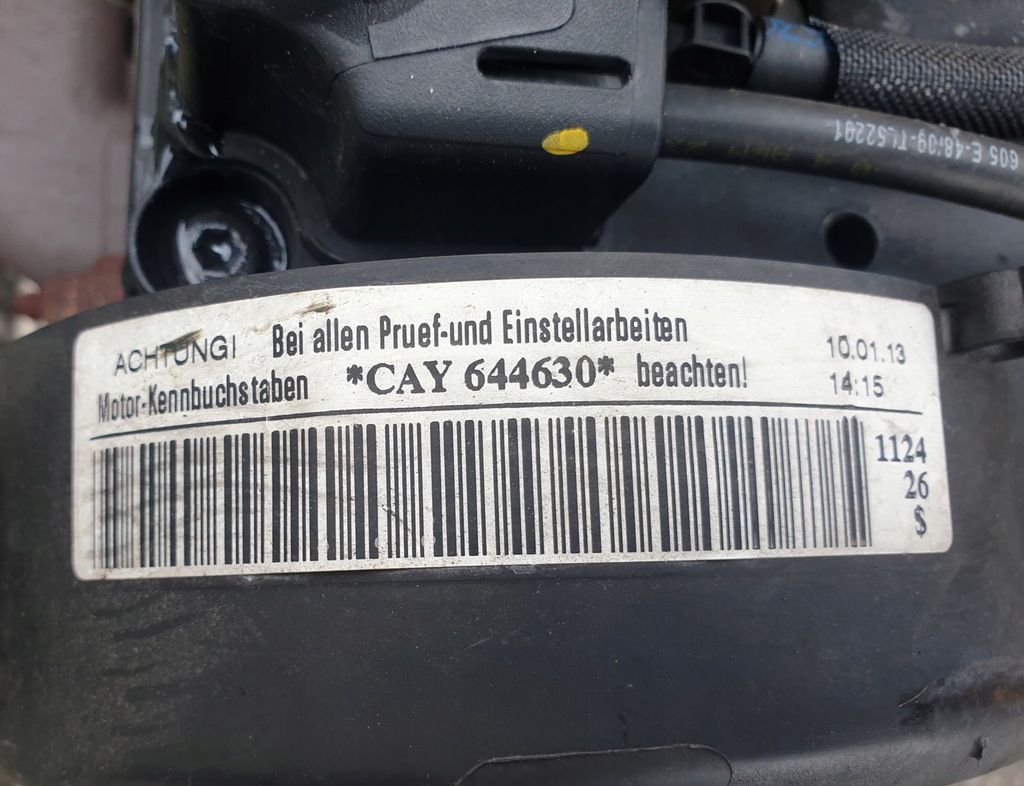 605 E-48/09-TLS2201
ACHTUNG! Bei allen Pruef-und Einstellarbeiten 10.01.13
Motor-Kennbuchstaben *CAY 644630* beachten! 14:15
1124
26
$